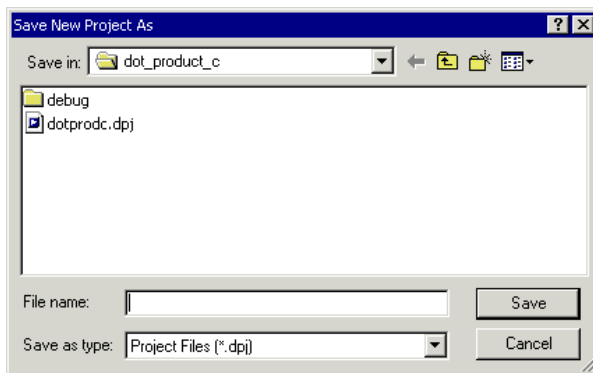 Save New Project As
Save in: dot_product_c
debug
dotprodc.dpj
File name: Save
Save as type: Project Files (*.dpj) Cancel